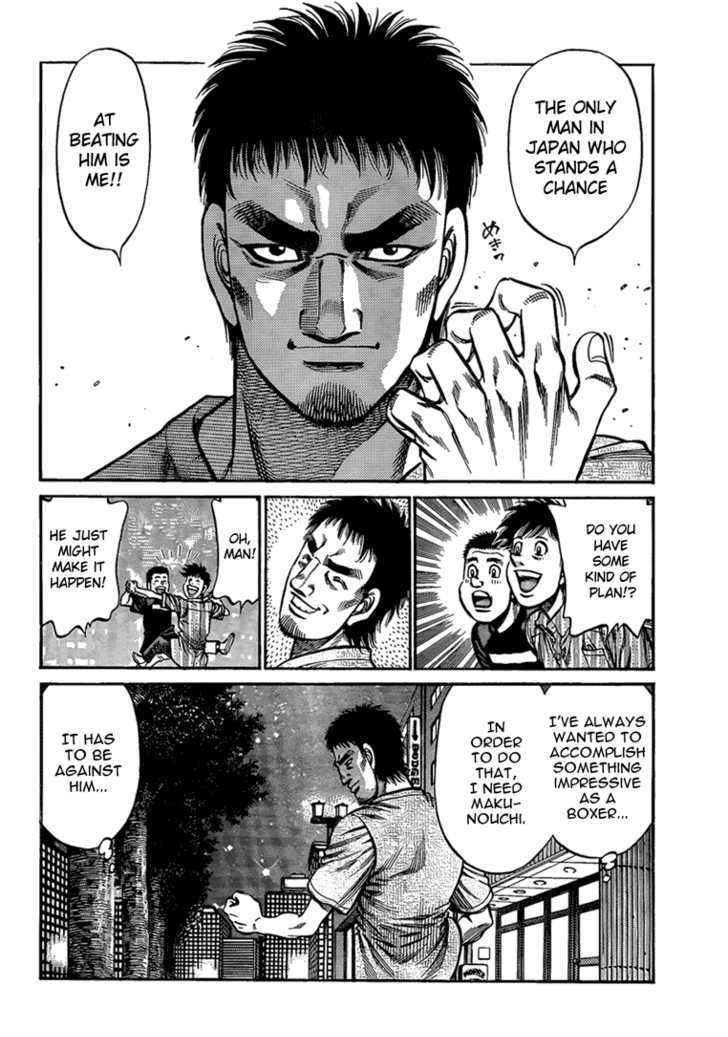 THE ONLY
MAN IN
JAPAN WHO
STANDS A
CHANCE
AT
BEATING
HIM IS
ME!!
めきっ
DO YOU
HAVE
SOME
KIND OF
PLAN!?
OH,
MAN!
HE JUST
MIGHT
MAKE IT
HAPPEN!
I'VE ALWAYS
WANTED TO
ACCOMPLISH
SOMETHING
IMPRESSIVE
AS A
BOXER...
IN
ORDER
TO DO
THAT,
I NEED
MAKU-
NOUCHI.
IT HAS
TO BE
AGAINST
HIM...